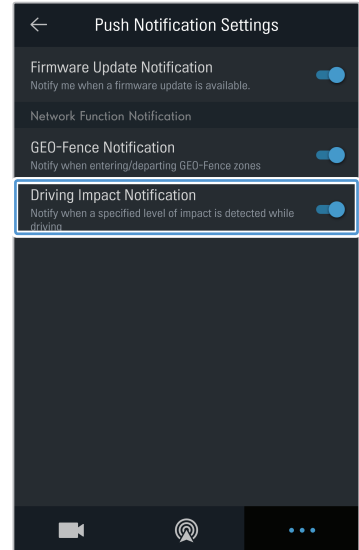 Push Notification Settings
Firmware Update Notification
Notify me when a firmware update is available.
Network Function Notification
GEO-Fence Notification
Notify when entering/departing GEO-Fence zones
Driving Impact Notification
Notify when a specified level of impact is detected while
driving